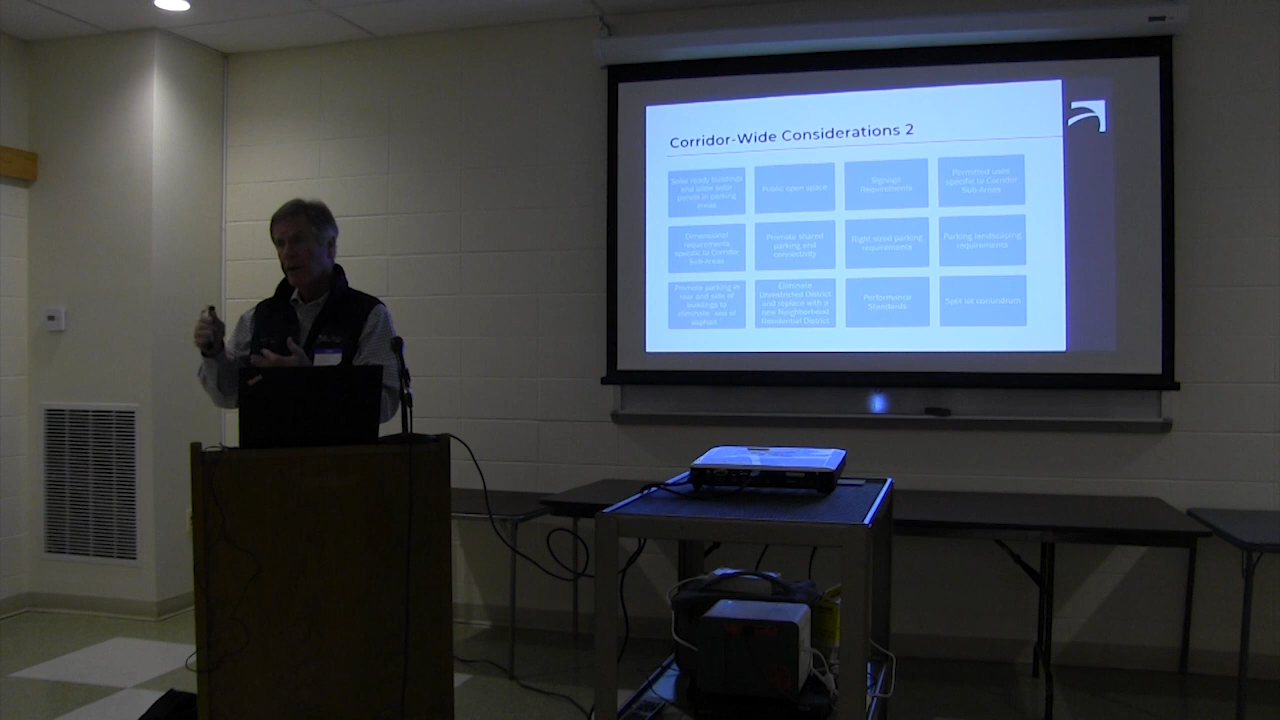 Corridor-Wide Considerations 2
Solar ready buildings
and allow solar
panels in parking
areas
Public open space
Signage
Requirements
Permitted uses
specific to Corridor
Sub-Areas
Dimensional
requirements
specific to Corridor
Sub-Areas
Promote shared
parking and
connectivity
Right sized parking
requirements
Parking landscaping
requirements
Promote parking in
rear and side of
buildings to
eliminate "sea of
asphalt"
Eliminate
Unrestricted District
and replace with a
new Neighborhood
Residential District
Performance
Standards
Split lot conundrum